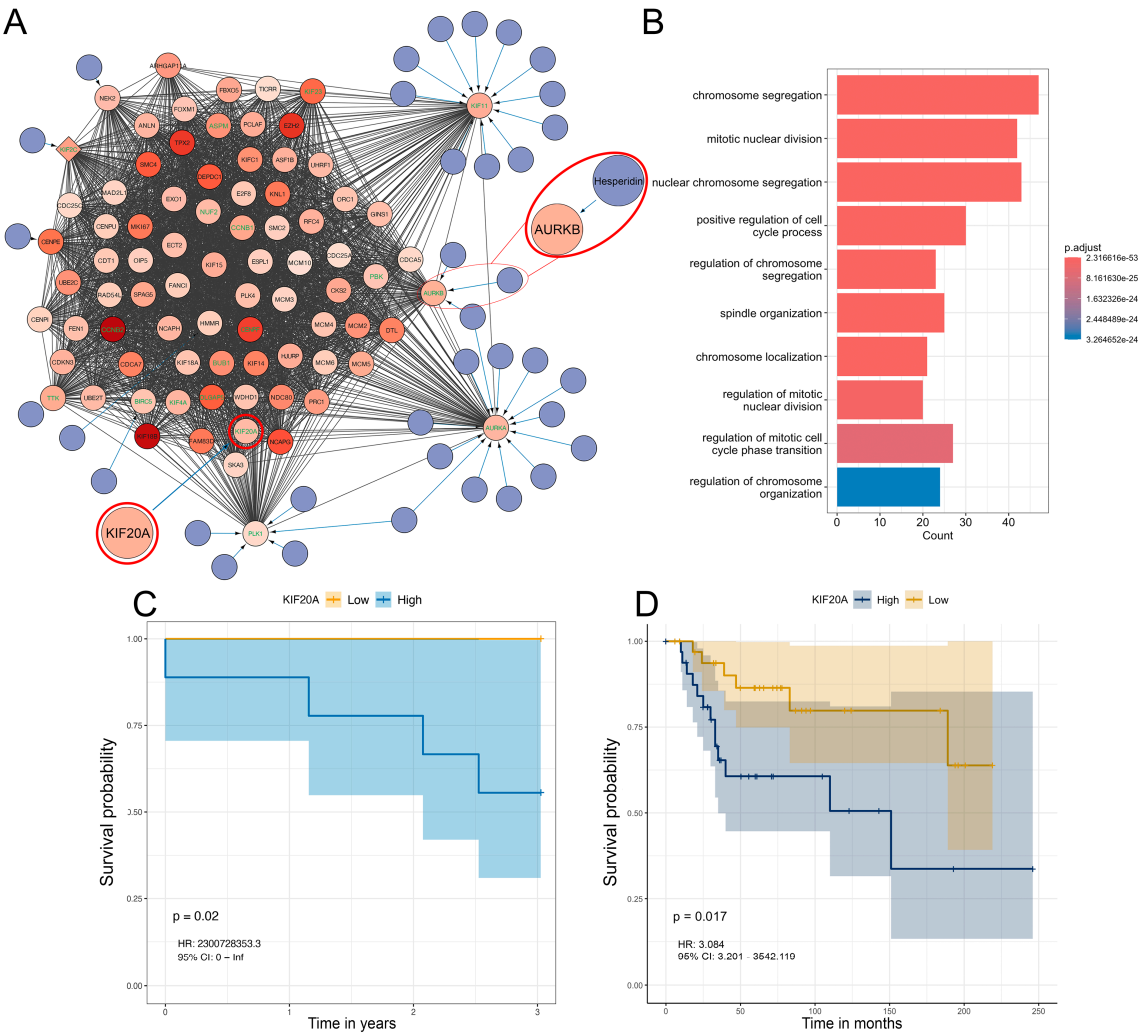 A
ARHGAP11A
NEK2
FBXO5
TICRR
KIF23
FOXM1
KIF11
ANLN
ASPM
PCLAF
EZH2
TPX2
KIF2C
SMC4
KIFC1
ASF1B
UHRF1
DEPDC1
MAD2L1
EXO1
E2F8
KNL1
ORC1
CDC25C
NUF2
GINS1
CENPU
MKI67
CCNB1
SMC2
RFC4
CENPE
ECT2
CDT1
OIP5
KIF15
ESPL1
MCM10
CDC25A
CDCA5
PBK
UBE2C
FANCI
RAD54L
SPAG5
PLK4
MCM3
CKS2
AURKB
CENPI
FEN1
CCNB2
NCAPH
HMMR
MCM4
MCM2
DTL
CDKN3
CDCA7
KIF18A
BUB1
KIF14
HJURP
MCM6
MCM5
TTK
UBE2T
BIRC5
KIF4A
WDHD1
NDC80
PRC1
KIF18B
FAM83D
KIF20A
NCAPG
AURKA
SKA3
PLK1
Hesperidin
AURKB
KIF20A
B
chromosome segregation
mitotic nuclear division
nuclear chromosome segregation
positive regulation of cell
cycle process
regulation of chromosome
segregation
spindle organization
chromosome localization
regulation of mitotic
nuclear division
regulation of mitotic cell
cycle phase transition
regulation of chromosome
organization
0 10 20 30 40
Count
p.adjust
2.316616e-53
8.161630e-25
1.632326e-24
2.448489e-24
3.264652e-24
C
KIF20A Low High
1.00
0.75
0.50
0.25
0.00
Survival probability
p = 0.02
HR: 2300728353.3
95% CI: 0 – Inf
0 1 2 3
Time in years
D
KIF20A High Low
1.00
0.75
0.50
0.25
0.00
Survival probability
p = 0.017
HR: 3.084
95% CI: 3.201 - 3542.119
0 50 100 150 200 250
Time in months